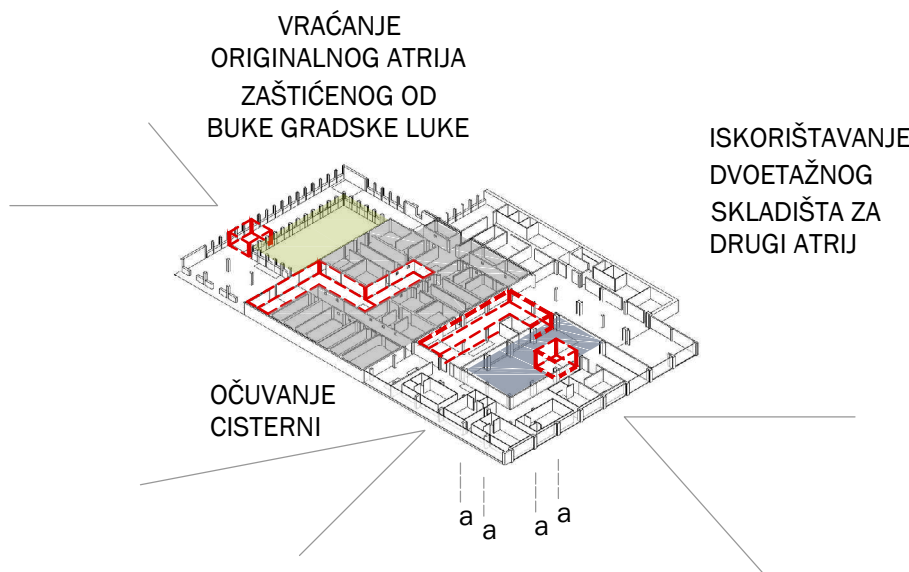 VRAĆANJE
ORIGINALNOG ATRIJA
ZAŠTIĆENOG OD
BUKE GRADSKE LUKE
ISKORIŠTAVANJE
DVOETAŽNOG
SKLADIŠTA ZA
DRUGI ATRIJ
OČUVANJE
CISTERNI
a a a a